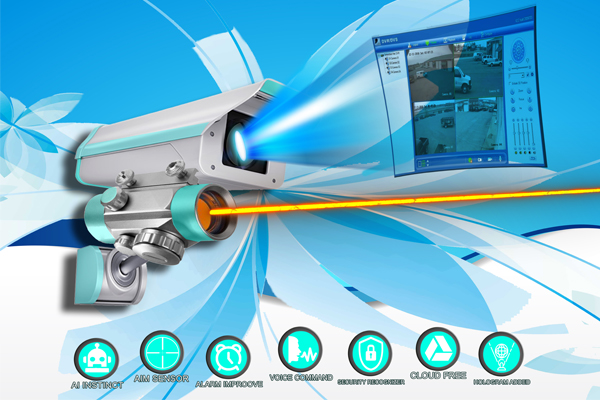 AI INSTINCT
AIM SENSOR
ALARM IMPROOVE
VOICE COMMAND
SECURITY RECOGNIZER
CLOUD FREE
HOLOGRAM ADDED